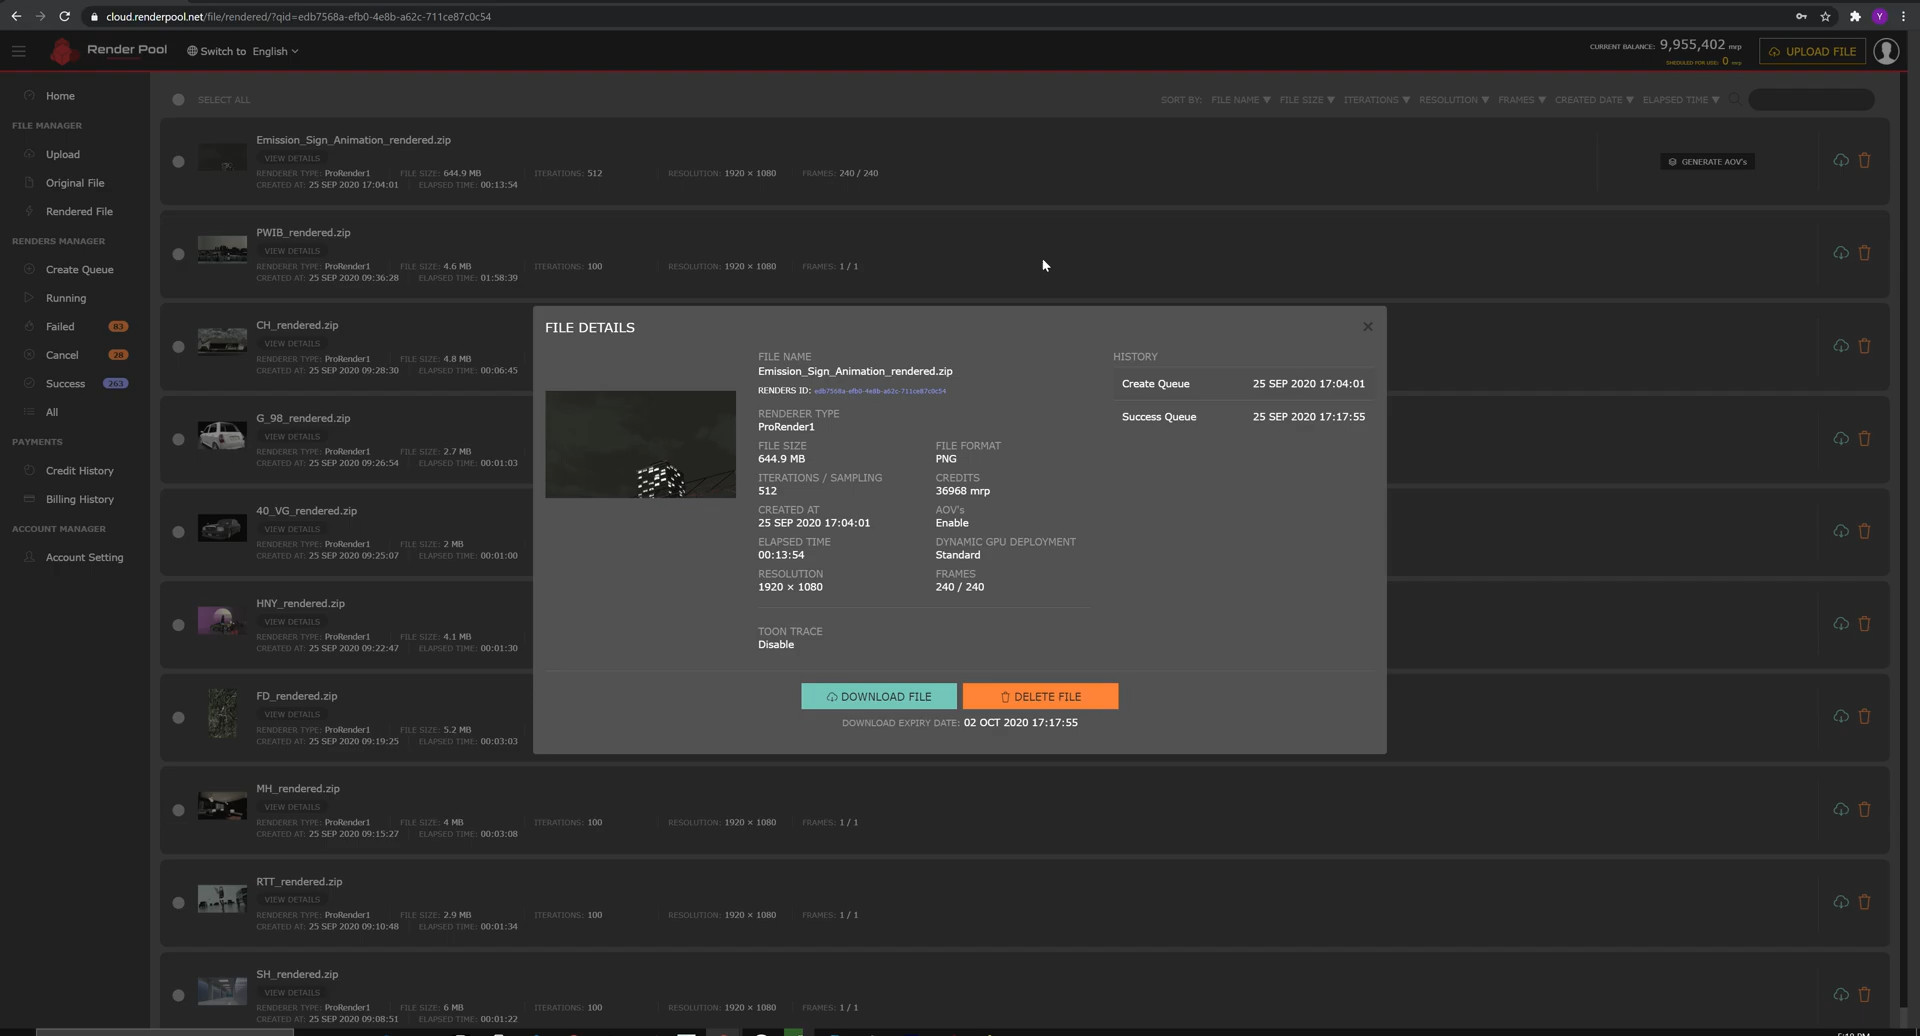 cloud.renderpool.net/file/rendered/?qid=edb7568a-efb0-4e8b-a62c-711ce87c0c54
Y
Render Pool
Switch to English
CURRENT BALANCE: 9,955,402 mrp
SHEDULED FOR USE: 0 mrp
UPLOAD FILE
Home
FILE MANAGER
Upload
Original File
Rendered File
RENDERS MANAGER
Create Queue
Running
Failed 83
Cancel 28
Success 263
All
PAYMENTS
Credit History
Billing History
ACCOUNT MANAGER
Account Setting
SELECT ALL
SORT BY: FILE NAME ▼ FILE SIZE ▼ ITERATIONS ▼ RESOLUTION ▼ FRAMES ▼ CREATED DATE ▼ ELAPSED TIME ▼
Emission_Sign_Animation_rendered.zip
VIEW DETAILS
RENDERER TYPE: ProRender1 FILE SIZE: 644.9 MB ITERATIONS: 512 RESOLUTION: 1920 × 1080 FRAMES: 240 / 240
CREATED AT: 25 SEP 2020 17:04:01 ELAPSED TIME: 00:13:54
GENERATE AOV's
PWIB_rendered.zip
VIEW DETAILS
RENDERER TYPE: ProRender1 FILE SIZE: 4.6 MB ITERATIONS: 100 RESOLUTION: 1920 × 1080 FRAMES: 1 / 1
CREATED AT: 25 SEP 2020 09:36:28 ELAPSED TIME: 01:58:39
CH_rendered.zip
VIEW DETAILS
RENDERER TYPE: ProRender1 FILE SIZE: 4.8 MB
CREATED AT: 25 SEP 2020 09:28:30 ELAPSED TIME: 00:06:45
G_98_rendered.zip
VIEW DETAILS
RENDERER TYPE: ProRender1 FILE SIZE: 2.7 MB
CREATED AT: 25 SEP 2020 09:26:54 ELAPSED TIME: 00:01:03
40_VG_rendered.zip
VIEW DETAILS
RENDERER TYPE: ProRender1 FILE SIZE: 2 MB
CREATED AT: 25 SEP 2020 09:25:07 ELAPSED TIME: 00:01:00
HNY_rendered.zip
VIEW DETAILS
RENDERER TYPE: ProRender1 FILE SIZE: 4.1 MB
CREATED AT: 25 SEP 2020 09:22:47 ELAPSED TIME: 00:01:30
FD_rendered.zip
VIEW DETAILS
RENDERER TYPE: ProRender1 FILE SIZE: 5.2 MB
CREATED AT: 25 SEP 2020 09:19:25 ELAPSED TIME: 00:03:03
MH_rendered.zip
VIEW DETAILS
RENDERER TYPE: ProRender1 FILE SIZE: 4 MB ITERATIONS: 100 RESOLUTION: 1920 × 1080 FRAMES: 1 / 1
CREATED AT: 25 SEP 2020 09:15:27 ELAPSED TIME: 00:03:08
RTT_rendered.zip
VIEW DETAILS
RENDERER TYPE: ProRender1 FILE SIZE: 2.9 MB ITERATIONS: 100 RESOLUTION: 1920 × 1080 FRAMES: 1 / 1
CREATED AT: 25 SEP 2020 09:10:48 ELAPSED TIME: 00:01:34
SH_rendered.zip
VIEW DETAILS
RENDERER TYPE: ProRender1 FILE SIZE: 6 MB ITERATIONS: 100 RESOLUTION: 1920 × 1080 FRAMES: 1 / 1
CREATED AT: 25 SEP 2020 09:08:51 ELAPSED TIME: 00:01:22
FILE DETAILS
FILE NAME
Emission_Sign_Animation_rendered.zip
RENDERS ID: edb7568a-efb0-4e8b-a62c-711ce87c0c54
RENDERER TYPE
ProRender1
FILE SIZE
644.9 MB
FILE FORMAT
PNG
ITERATIONS / SAMPLING
512
CREDITS
36968 mrp
CREATED AT
25 SEP 2020 17:04:01
AOV's
Enable
ELAPSED TIME
00:13:54
DYNAMIC GPU DEPLOYMENT
Standard
RESOLUTION
1920 × 1080
FRAMES
240 / 240
TOON TRACE
Disable
HISTORY
Create Queue 25 SEP 2020 17:04:01
Success Queue 25 SEP 2020 17:17:55
DOWNLOAD FILE
DELETE FILE
DOWNLOAD EXPIRY DATE: 02 OCT 2020 17:17:55